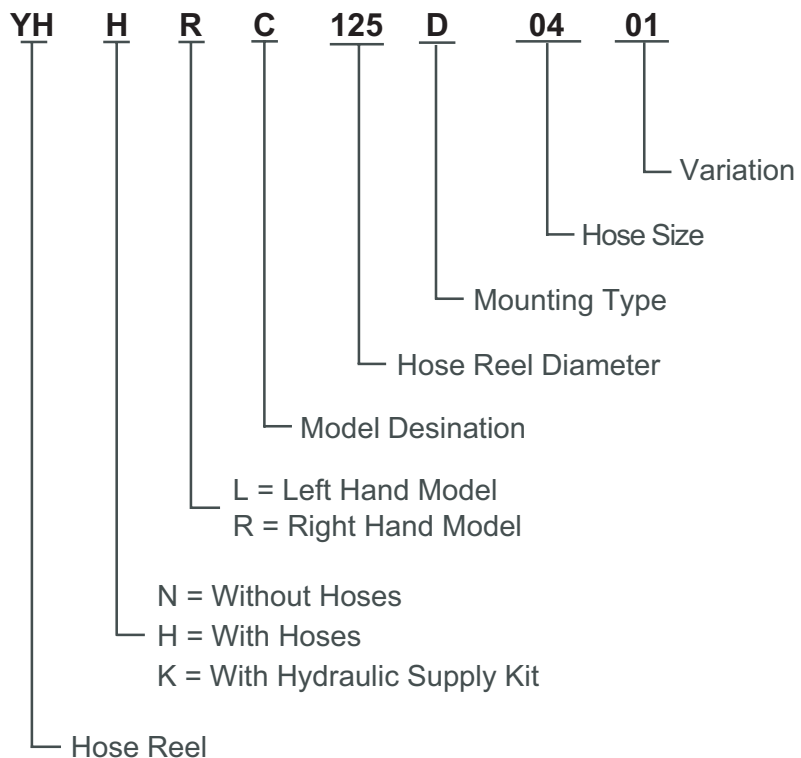 YH H R C 125 D 04 01
Variation
Hose Size
Mounting Type
Hose Reel Diameter
Model Desination
L = Left Hand Model
R = Right Hand Model
N = Without Hoses
H = With Hoses
K = With Hydraulic Supply Kit
Hose Reel